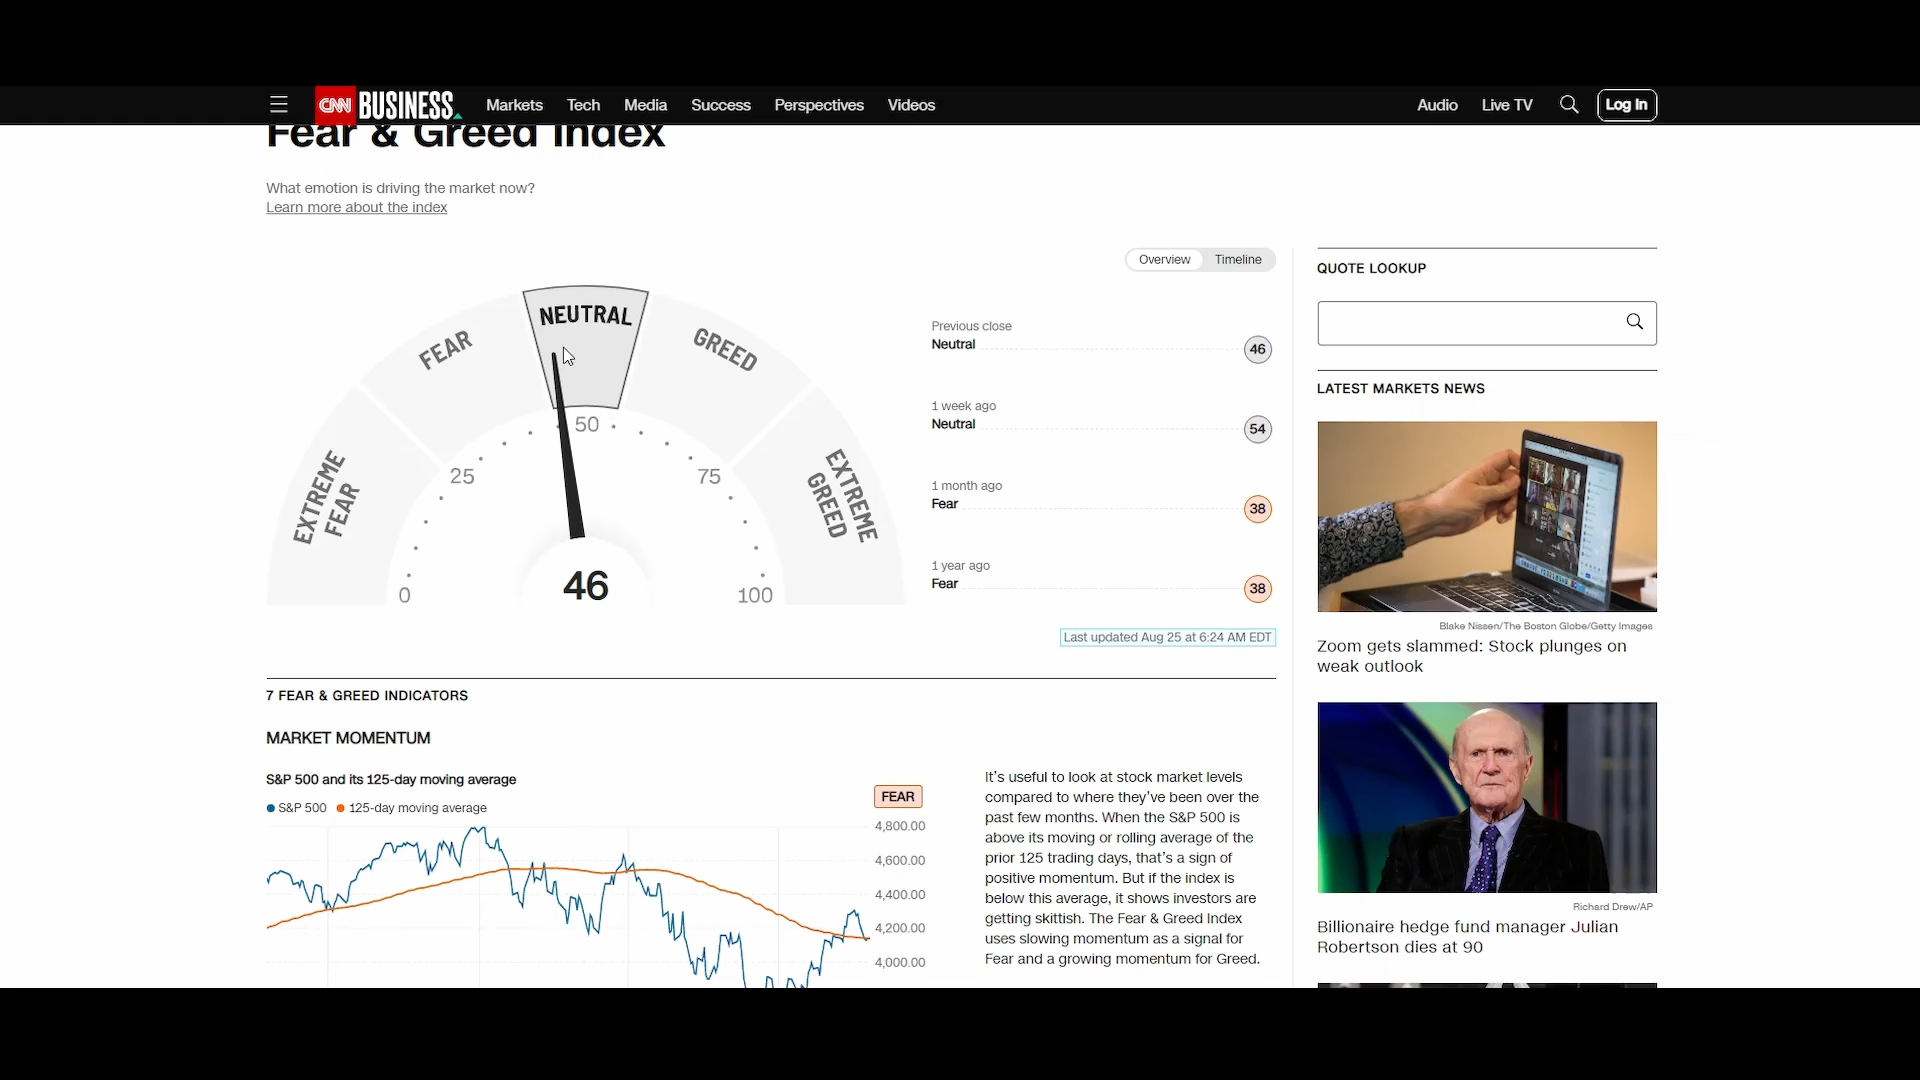 CNN BUSINESS
Markets
Tech
Media
Success
Perspectives
Videos
Audio
Live TV
Log In
Fear & Greed Index
What emotion is driving the market now?
Learn more about the index
Overview
Timeline
EXTREME FEAR
FEAR
NEUTRAL
GREED
EXTREME GREED
0
25
50
75
100
46
Previous close
Neutral
46
1 week ago
Neutral
54
1 month ago
Fear
38
1 year ago
Fear
38
Last updated Aug 25 at 6:24 AM EDT
7 FEAR & GREED INDICATORS
MARKET MOMENTUM
S&P 500 and its 125-day moving average
S&P 500
125-day moving average
FEAR
4,800.00
4,600.00
4,400.00
4,200.00
4,000.00
It's useful to look at stock market levels
compared to where they've been over the
past few months. When the S&P 500 is
above its moving or rolling average of the
prior 125 trading days, that's a sign of
positive momentum. But if the index is
below this average, it shows investors are
getting skittish. The Fear & Greed Index
uses slowing momentum as a signal for
Fear and a growing momentum for Greed.
QUOTE LOOKUP
LATEST MARKETS NEWS
Blake Nissen/The Boston Globe/Getty Images
Zoom gets slammed: Stock plunges on
weak outlook
Richard Drew/AP
Billionaire hedge fund manager Julian
Robertson dies at 90